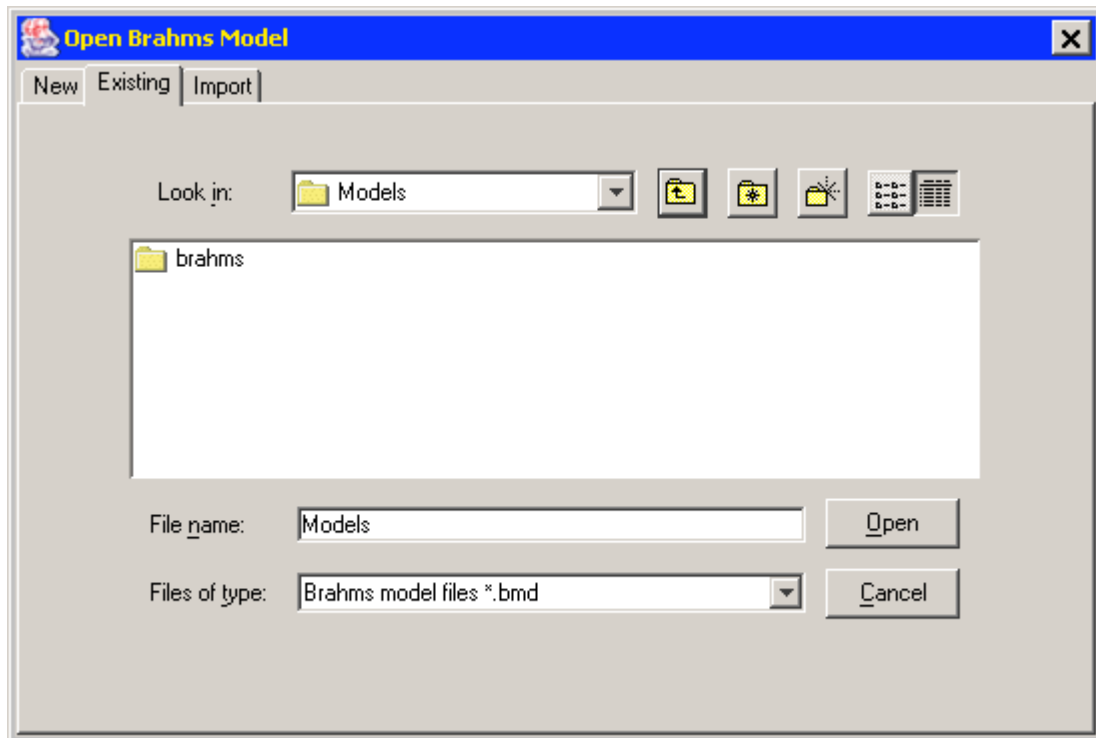 Open Brahms Model
New Existing Import
Look in: Models
brahms
File name: Models Open
Files of type: Brahms model files *.bmd Cancel